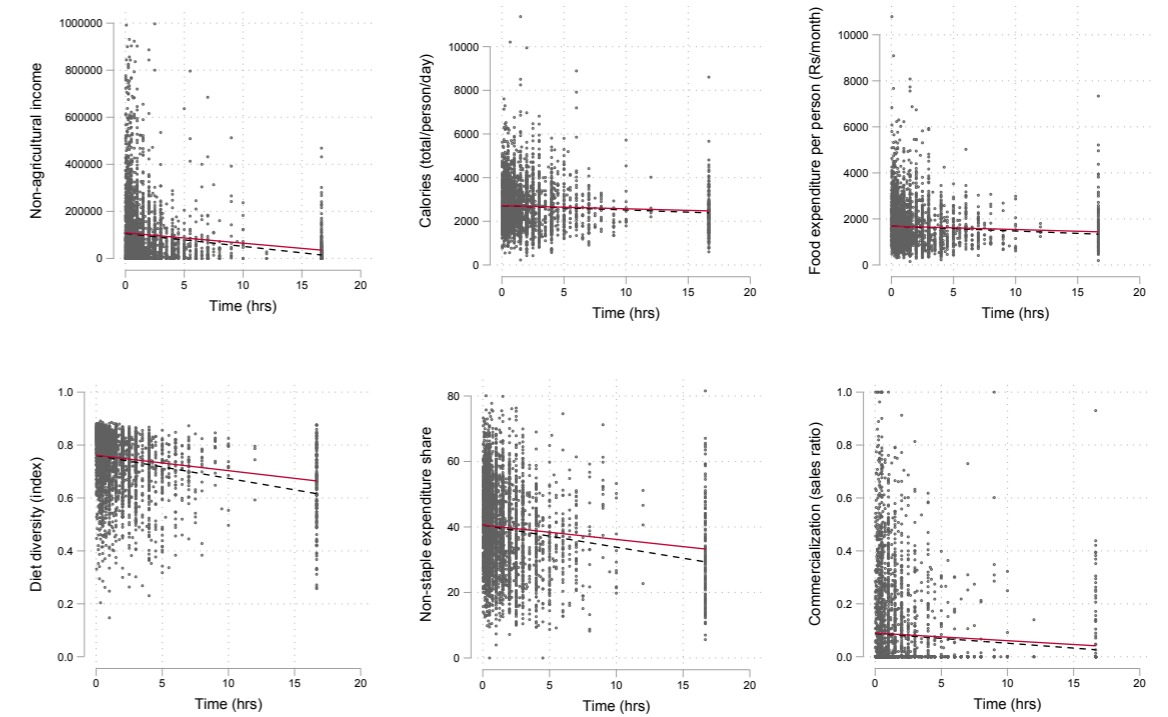 Non-agricultural income
1000000
800000
600000
400000
200000
0
0 5 10 15 20
Time (hrs)
Calories (total/person/day)
10000
8000
6000
4000
2000
0
0 5 10 15 20
Time (hrs)
Food expenditure per person (Rs/month)
10000
8000
6000
4000
2000
0
0 5 10 15 20
Time (hrs)
Diet diversity (index)
1.0
0.8
0.6
0.4
0.2
0.0
0 5 10 15 20
Time (hrs)
Non-staple expenditure share
80
60
40
20
0
0 5 10 15 20
Time (hrs)
Commercialization (sales ratio)
1.0
0.8
0.6
0.4
0.2
0.0
0 5 10 15 20
Time (hrs)